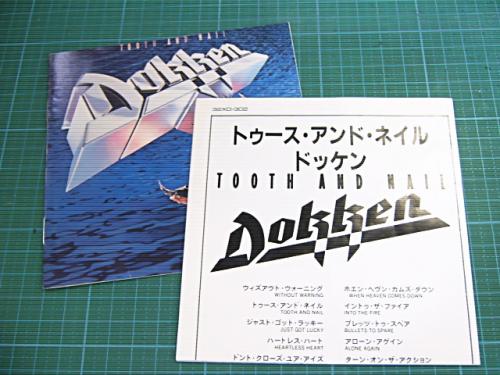 TOOTH AND NAIL
DOKKEN
32XD-302
トゥース・アンド・ネイル
ドッケン
TOOTH AND NAIL
DOKKEN
ウィズアウト・ウォーニング
WITHOUT WARNING
トゥース・アンド・ネイル
TOOTH AND NAIL
ジャスト・ゴット・ラッキー
JUST GOT LUCKY
ハートレス・ハート
HEARTLESS HEART
ドント・クローズ・ユア・アイズ
ホエン・ヘヴン・カムズ・ダウン
WHEN HEAVEN COMES DOWN
イントゥ・ザ・ファイア
INTO THE FIRE
ブレッツ・トゥ・スペア
BULLETS TO SPARE
アローン・アゲイン
ALONE AGAIN
ターン・オン・ザ・アクション